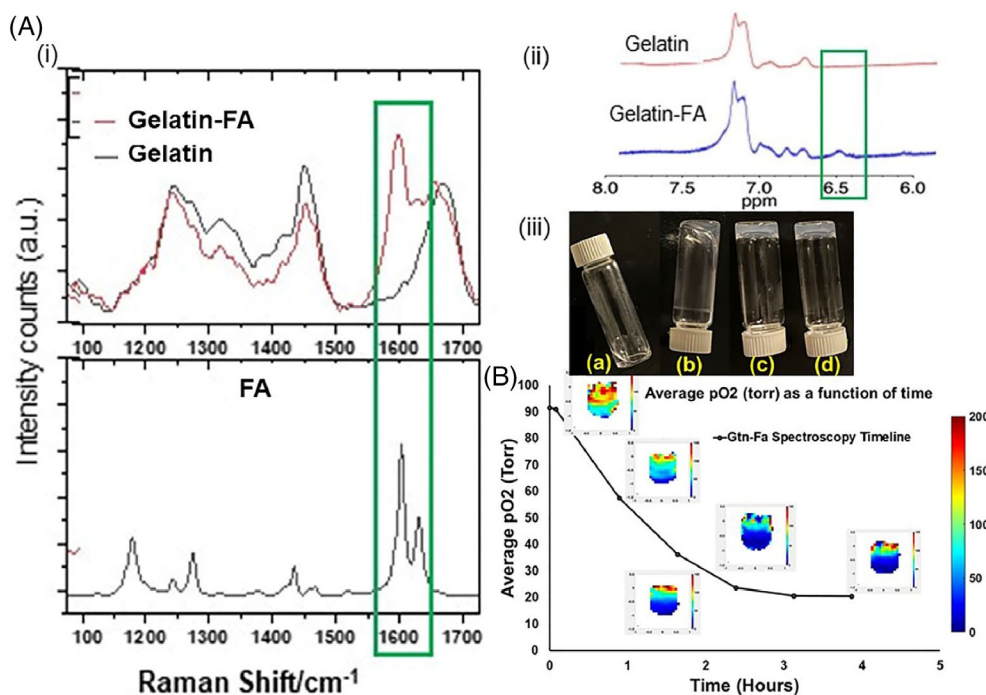 (A)
(i)
Gelatin-FA
Gelatin
Intensity counts (a.u.)
100 1200 1300 1400 1500 1600 1700
FA
100 1200 1300 1400 1500 1600 1700
Raman Shift/cm⁻¹
(ii)
Gelatin
Gelatin-FA
8.0 7.5 7.0 6.5 6.0
ppm
(iii)
(a) (b) (c) (d)
(B)
Average pO2 (torr) as a function of time
Gtn-Fa Spectroscopy Timeline
Average pO2 (Torr)
100
90
80
70
60
50
40
30
20
10
0
0 1 2 3 4 5
Time (Hours)
200
150
100
50
0